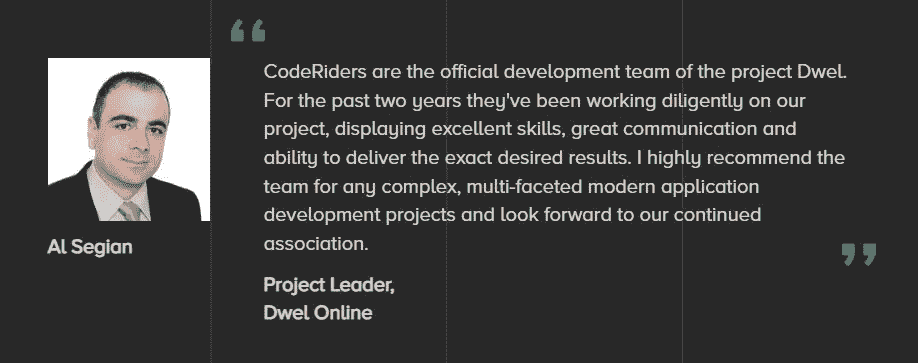 “
CodeRiders are the official development team of the project Dwel.
For the past two years they've been working diligently on our
project, displaying excellent skills, great communication and
ability to deliver the exact desired results. I highly recommend the
team for any complex, multi-faceted modern application
development projects and look forward to our continued
association.
”
Al Segian
Project Leader,
Dwel Online